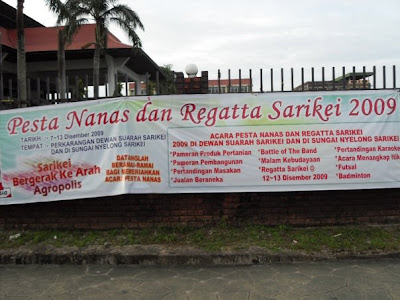 Pesta Nanas dan Regatta Sarikei 2009
TARIKH : 7-13 Disember 2009
TEMPAT : PERKARANGAN DEWAN SUARAH SARIKEI
DAN DI SUNGAI NYELONG SARIKEI
Sarikei
Bergerak Ke Arah
Agropolis
DATANGLAH
BERAMAI-RAMAI
BAGI MEMERIAHKAN
ACARA PESTA NANAS
ACARA PESTA NANAS DAN REGATTA SARIKEI
2009 DI DEWAN SUARAH SARIKEI DAN DI SUNGAI NYELONG SARIKEI
*Pameran Produk Pertanian
*Paperan Pembangunan
*Pertandingan Masakan
*Jualan Beraneka
*Battle of The Band
*Malam Kebudayaan
*Regatta Sarikei @
12-13 Disember 2009
*Pertandingan Karaoke
*Acara Menangkap
*Futsal
*Badminton